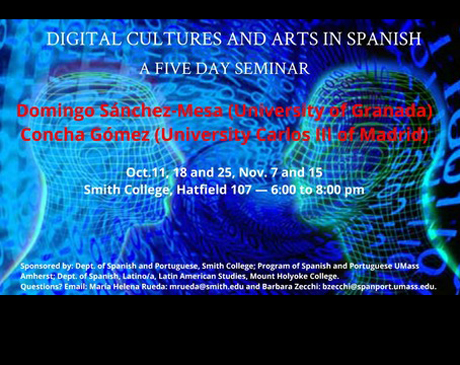 DIGITAL CULTURES AND ARTS IN SPANISH
A FIVE DAY SEMINAR
Domingo Sánchez-Mesa (University of Granada)
Concha Gómez (University Carlos III of Madrid)
Oct.11, 18 and 25, Nov. 7 and 15
Smith College, Hatfield 107 — 6:00 to 8:00 pm
Sponsored by: Dept. of Spanish and Portuguese, Smith College; Program of Spanish and Portuguese UMass
Amherst; Dept. of Spanish, Latino/a, Latin American Studies, Mount Holyoke College.
Questions? Email: Maria Helena Rueda: mrueda@smith.edu and Barbara Zecchi: bzecchi@spanport.umass.edu.